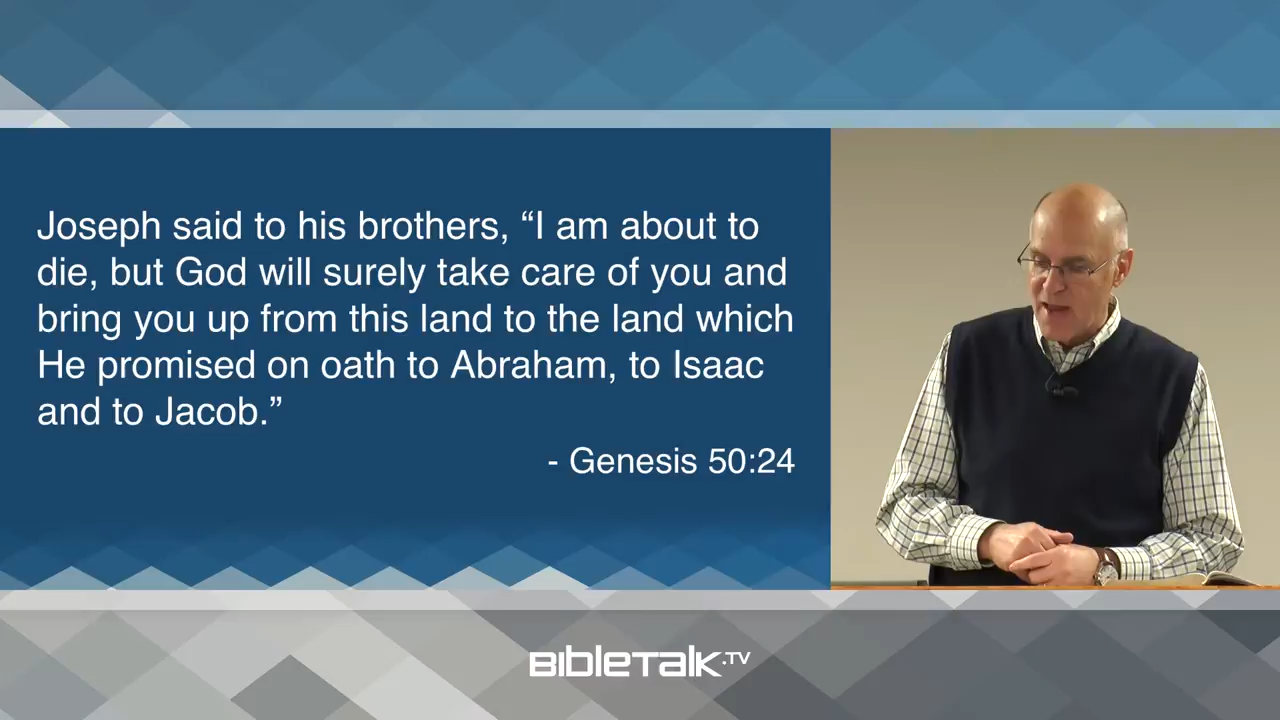 Joseph said to his brothers, “I am about to
die, but God will surely take care of you and
bring you up from this land to the land which
He promised on oath to Abraham, to Isaac
and to Jacob.”
- Genesis 50:24
BIBLETALK.TV